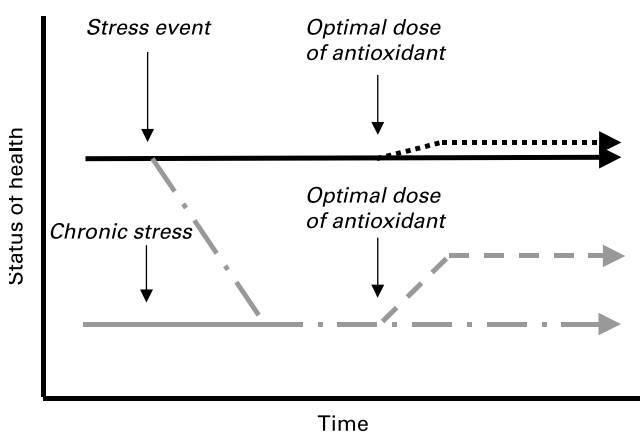 Stress event
Optimal dose
of antioxidant
Status of health
Chronic stress
Optimal dose
of antioxidant
Time